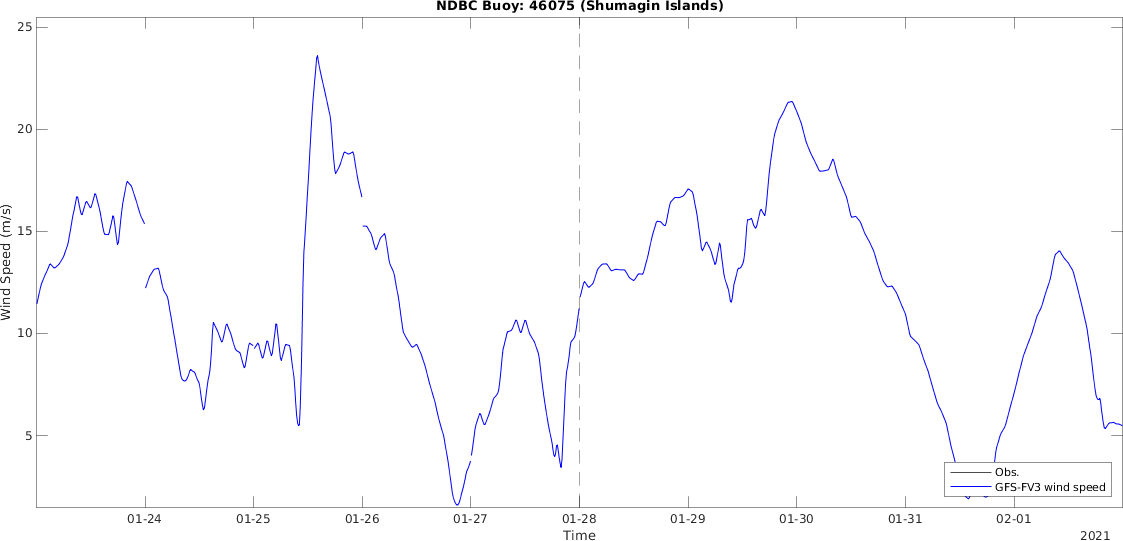 NDBC Buoy: 46075 (Shumagin Islands)
25
20
15
10
5
Wind Speed (m/s)
Obs.
GFS-FV3 wind speed
01-24 01-25 01-26 01-27 01-28 01-29 01-30 01-31 02-01
Time
2021